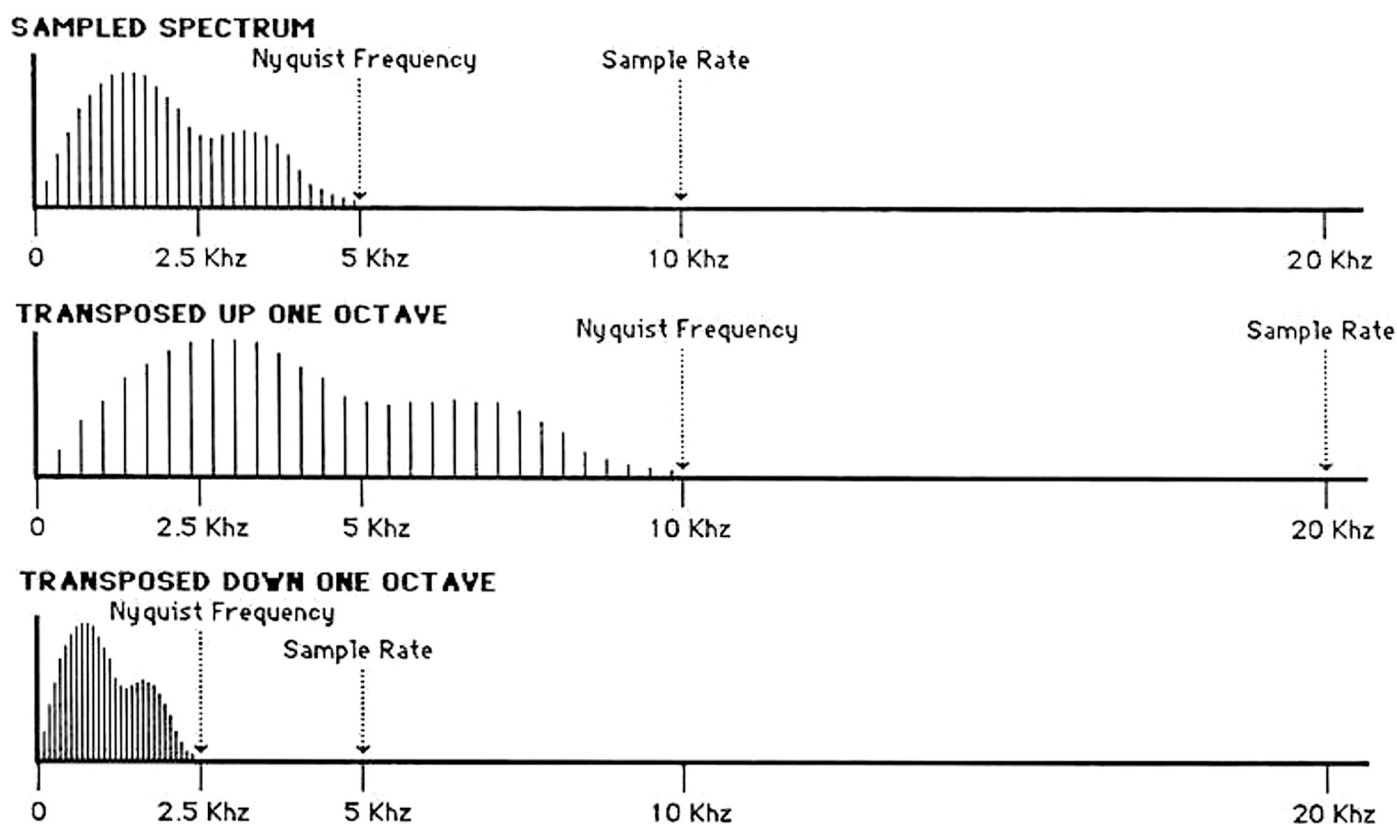 SAMPLED SPECTRUM
Nyquist Frequency Sample Rate
0 2.5 Khz 5 Khz 10 Khz 20 Khz
TRANSPOSED UP ONE OCTAVE
Nyquist Frequency Sample Rate
0 2.5 Khz 5 Khz 10 Khz 20 Khz
TRANSPOSED DOWN ONE OCTAVE
Nyquist Frequency
Sample Rate
0 2.5 Khz 5 Khz 10 Khz 20 Khz